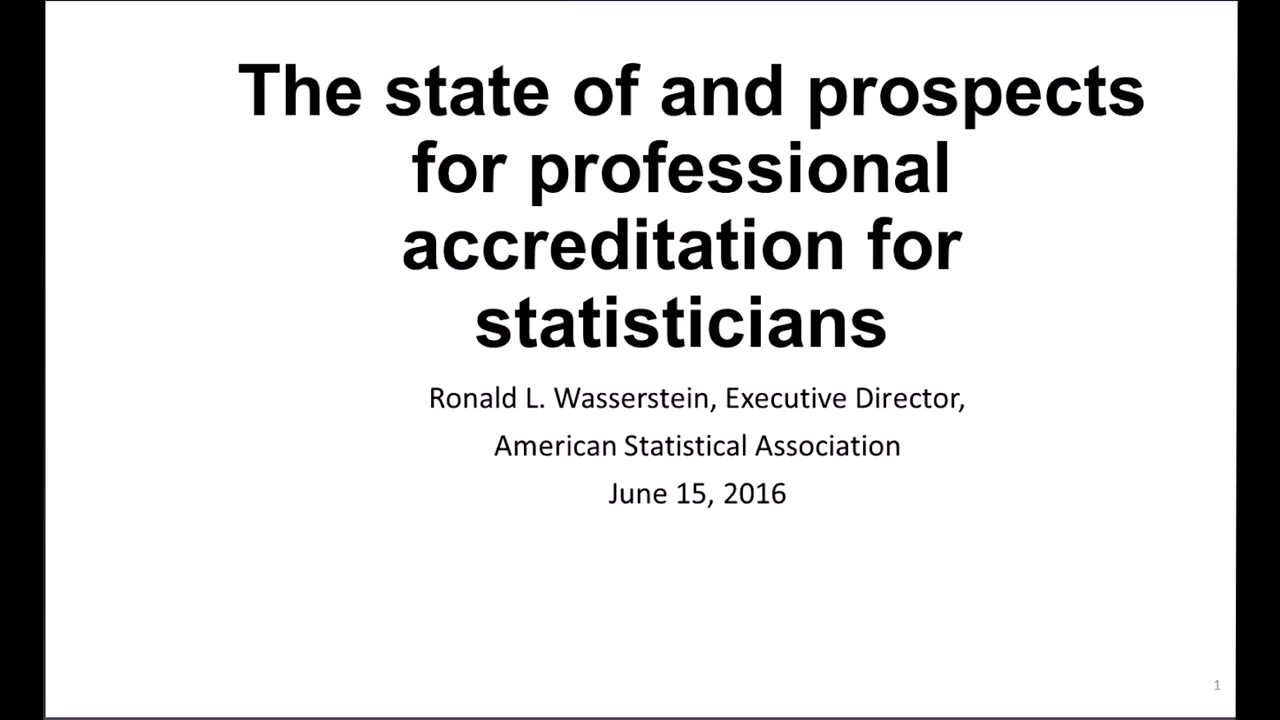 The state of and prospects
for professional
accreditation for
statisticians
Ronald L. Wasserstein, Executive Director,
American Statistical Association
June 15, 2016
1